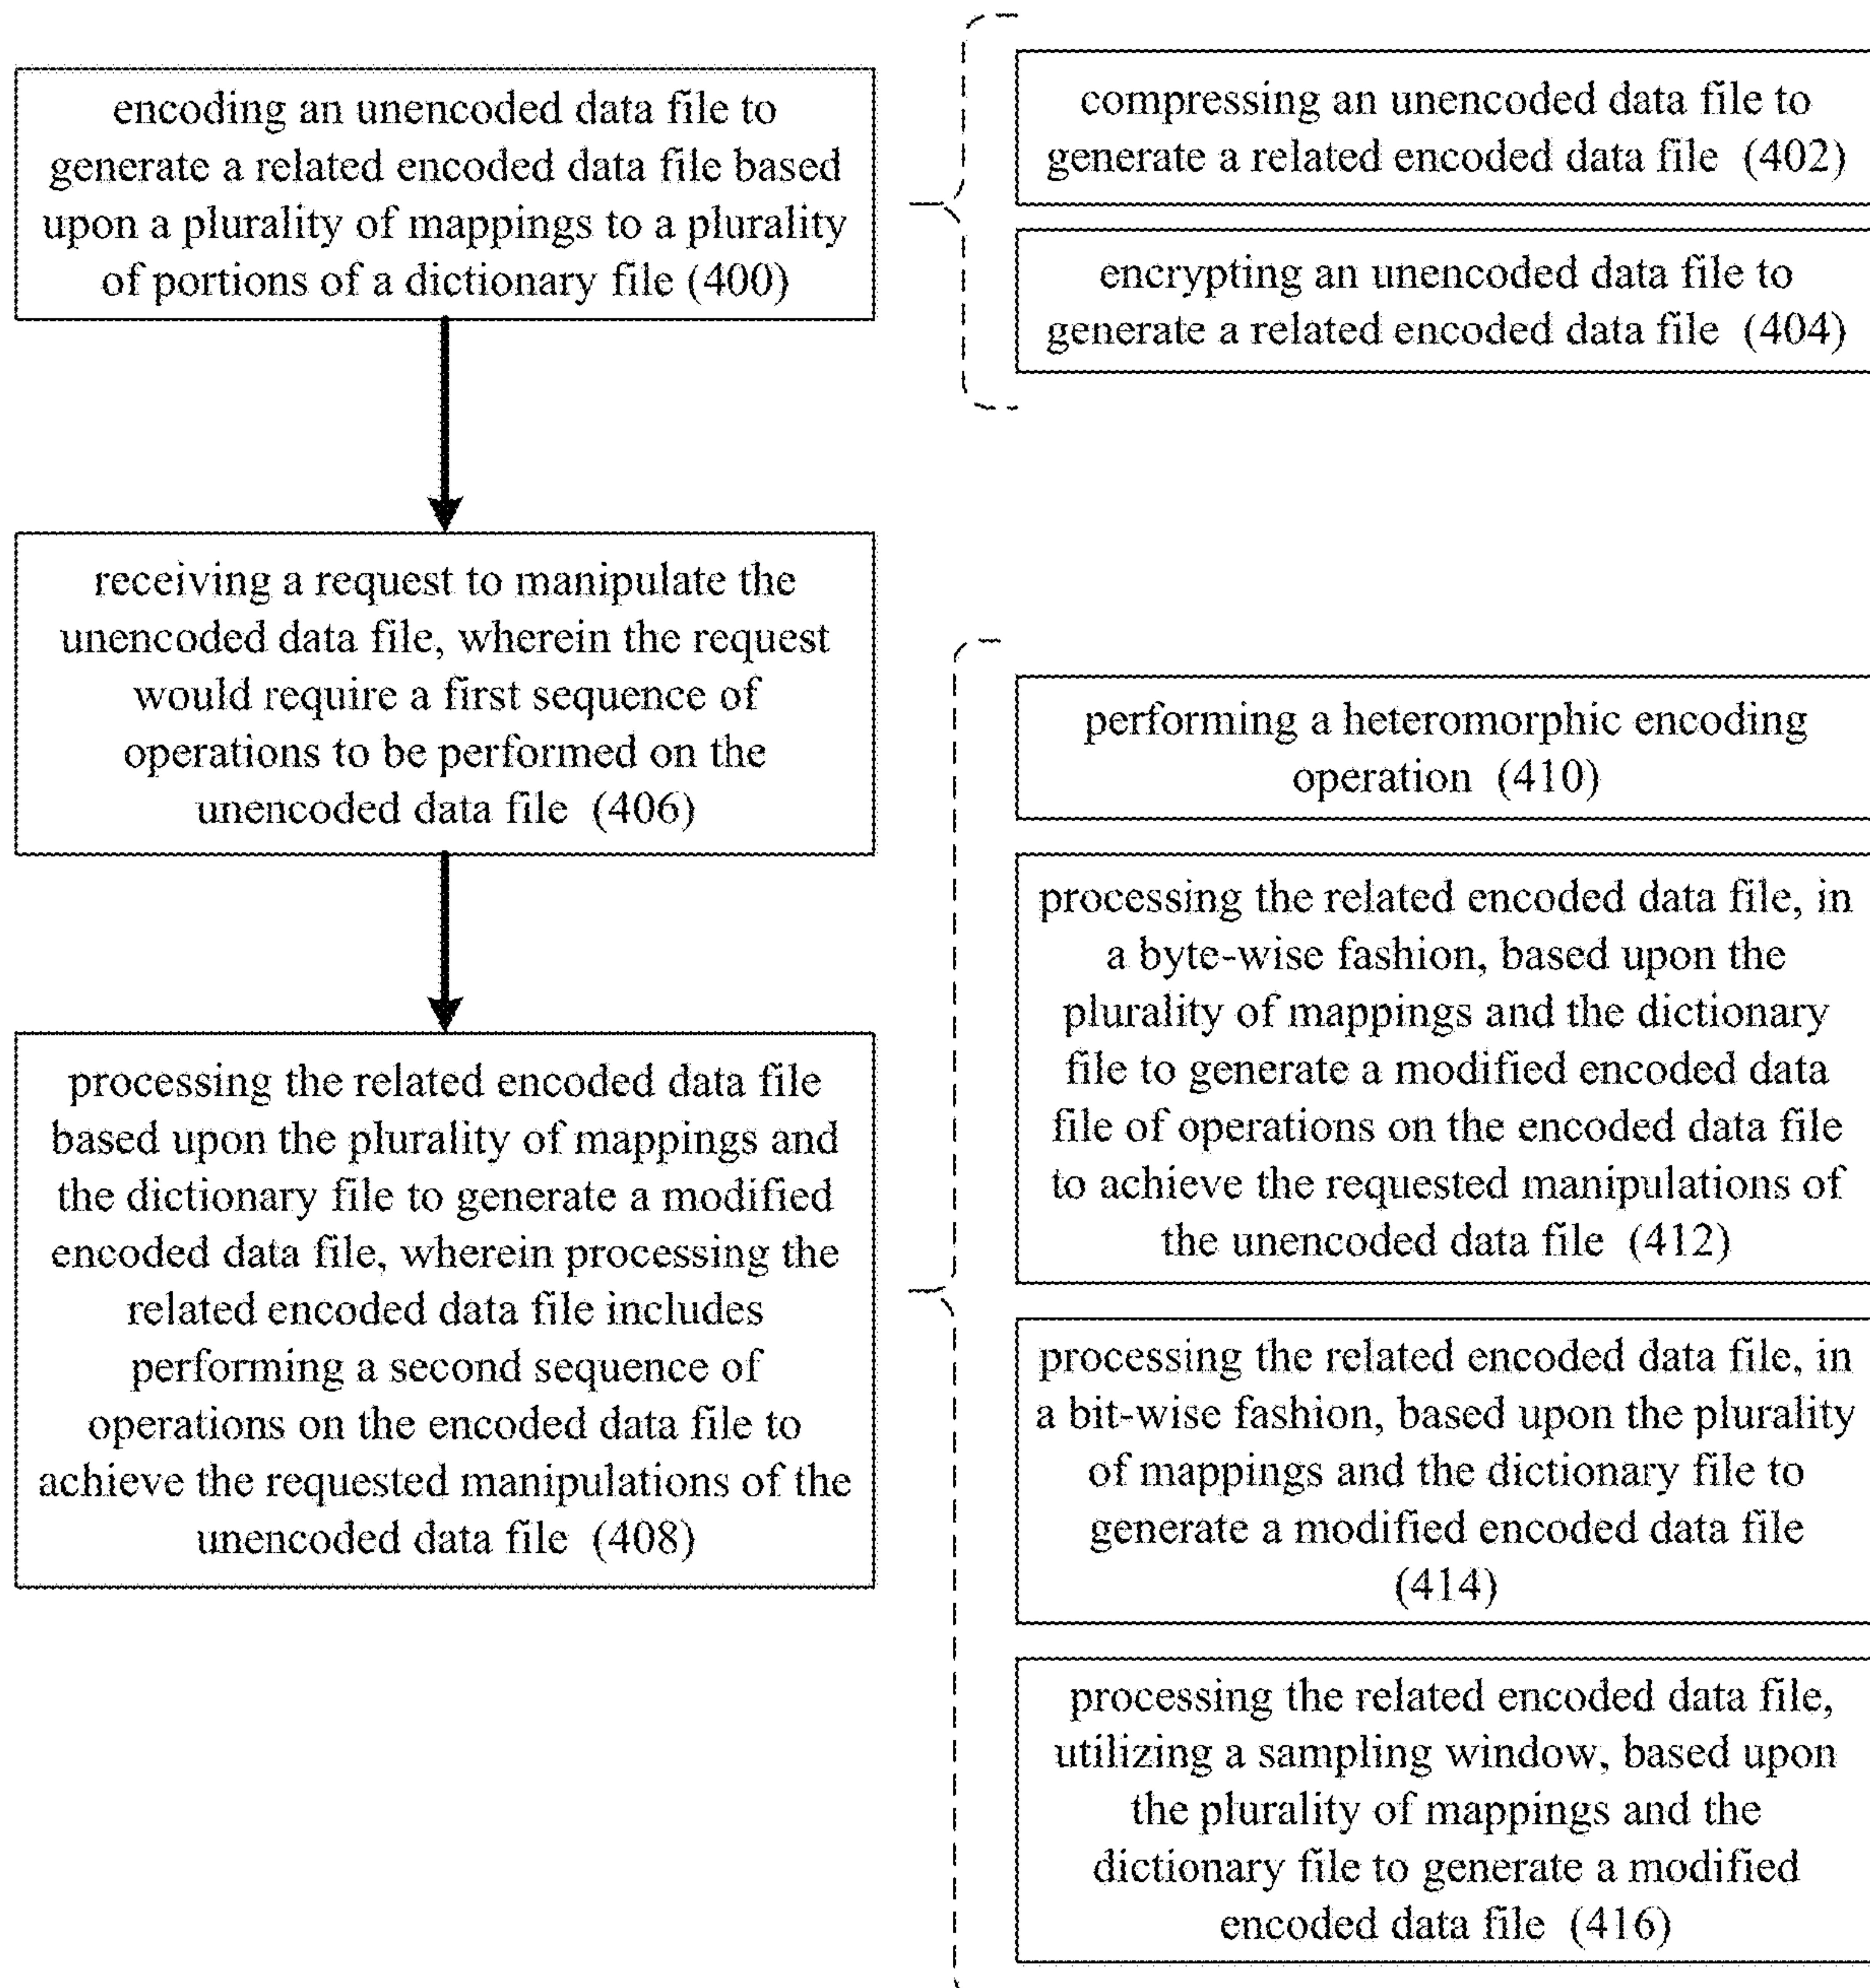 encoding an unencoded data file to
generate a related encoded data file based
upon a plurality of mappings to a plurality
of portions of a dictionary file (400)
compressing an unencoded data file to
generate a related encoded data file (402)
encrypting an unencoded data file to
generate a related encoded data file (404)
receiving a request to manipulate the
unencoded data file, wherein the request
would require a first sequence of
operations to be performed on the
unencoded data file (406)
processing the related encoded data file
based upon the plurality of mappings and
the dictionary file to generate a modified
encoded data file, wherein processing the
related encoded data file includes
performing a second sequence of
operations on the encoded data file to
achieve the requested manipulations of the
unencoded data file (408)
performing a heteromorphic encoding
operation (410)
processing the related encoded data file, in
a byte-wise fashion, based upon the
plurality of mappings and the dictionary
file to generate a modified encoded data
file of operations on the encoded data file
to achieve the requested manipulations of
the unencoded data file (412)
processing the related encoded data file, in
a bit-wise fashion, based upon the plurality
of mappings and the dictionary file to
generate a modified encoded data file
(414)
processing the related encoded data file,
utilizing a sampling window, based upon
the plurality of mappings and the
dictionary file to generate a modified
encoded data file (416)